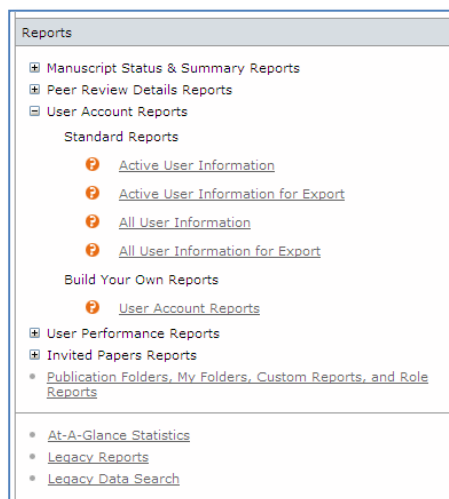 Reports
Manuscript Status & Summary Reports
Peer Review Details Reports
User Account Reports
Standard Reports
Active User Information
Active User Information for Export
All User Information
All User Information for Export
Build Your Own Reports
User Account Reports
User Performance Reports
Invited Papers Reports
Publication Folders, My Folders, Custom Reports, and Role
Reports
At-A-Glance Statistics
Legacy Reports
Legacy Data Search